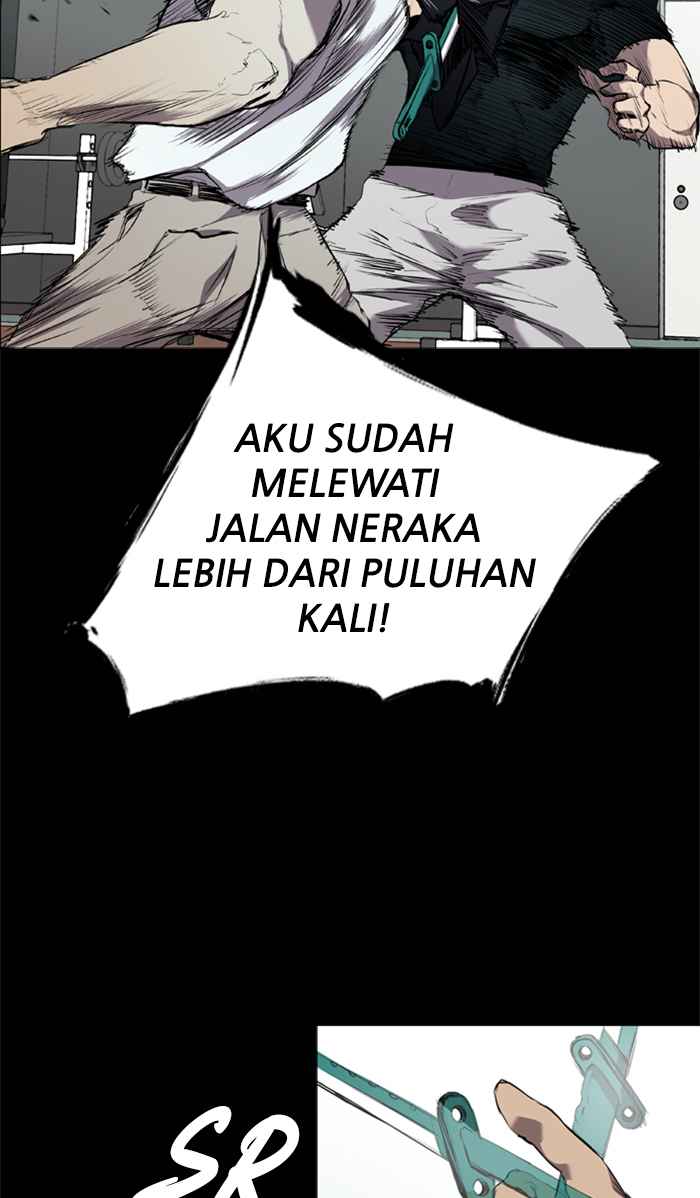 AKU SUDAH
MELEWATI
JALAN NERAKA
LEBIH DARI PULUHAN
KALI!
SR